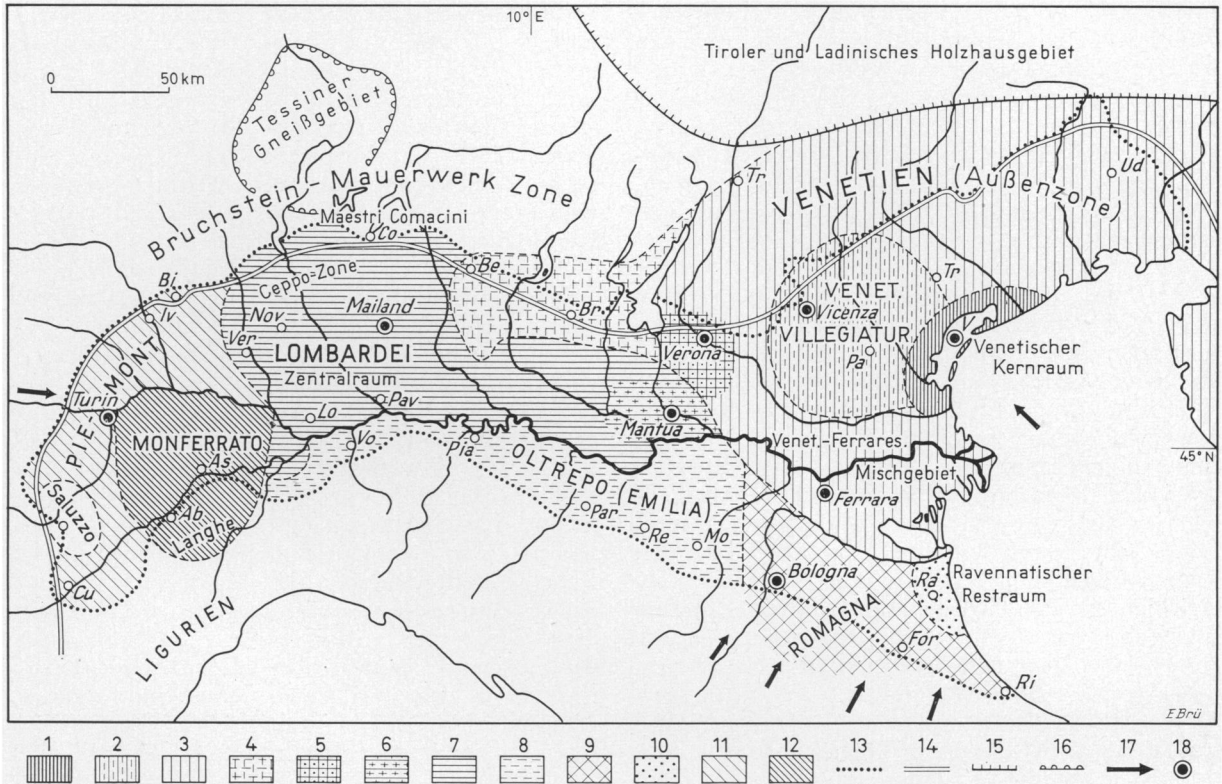 10° E
0 50 km
Tiroler und Ladinisches Holzhausgebiet
Tessiner
Gneißgebiet
Bruchstein-Mauerwerk Zone
Maestri Comacini
Co
Tr
VENETIEN (Außenzone)
Ud
Bi
Iv
Ceppo-Zone
Be
Tr
Nov
Mailand
Br
VENET.
Vicenza
VILLEGIATUR
Pa
V
Venetischer
Kernraum
Ver
LOMBARDEI
Zentralraum
Verona
PIEMONT
Turin
Lo
Pav
Mantua
MONFERRATO
As
Vo
Pia
OLTREPO (EMILIA)
Venet.-Ferrares.
Mischgebiet
45° N
Ferrara
Saluzzo
Ab
Langhe
Par
Re
Mo
Cu
Bologna
Ra
Ravennatischer
Restraum
LIGURIEN
ROMAGNA
For
Ri
E Brü
1 2 3 4 5 6 7 8 9 10 11 12 13 14 15 16 17 18